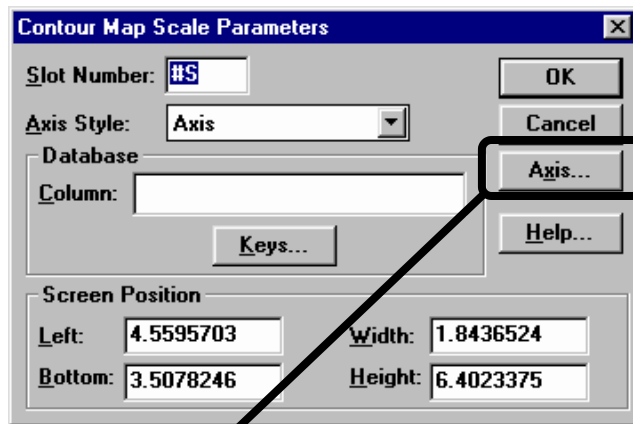 Contour Map Scale Parameters
Slot Number: #S
OK
Axis Style: Axis
Cancel
Database
Axis...
Column:
Keys...
Help...
Screen Position
Left: 4.5595703 Width: 1.8436524
Bottom: 3.5078246 Height: 6.4023375